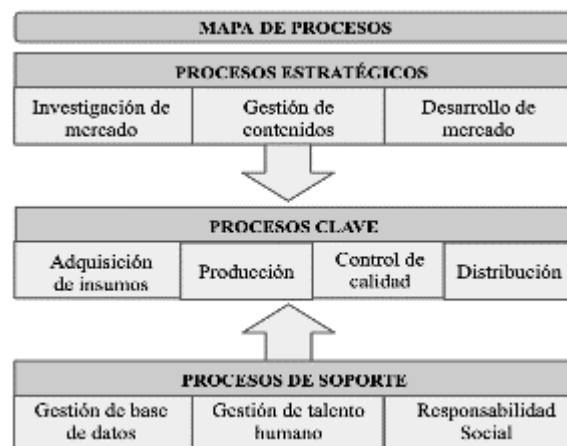 MAPA DE PROCESOS
PROCESOS ESTRATÉGICOS
Investigación de
mercado
Gestión de
contenidos
Desarrollo de
mercado
PROCESOS CLAVE
Adquisición
de insumos
Producción
Control de
calidad
Distribución
PROCESOS DE SOPORTE
Gestión de base
de datos
Gestión de talento
humano
Responsabilidad
Social